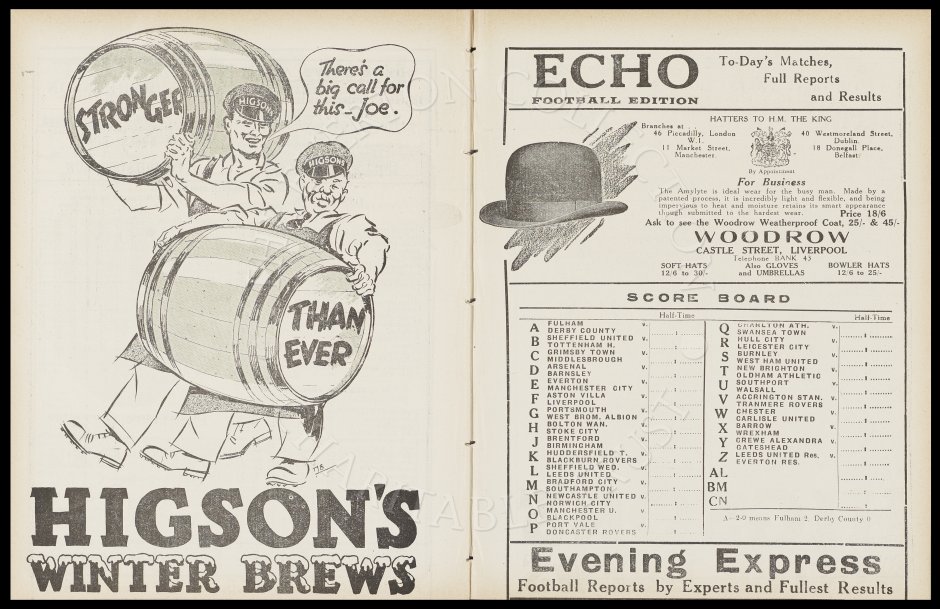 STRONGER
HIGSONS
There's a
big call for
this - Joe.
HIGSONS
THAN
EVER
HIGSON'S
WINTER BREWS
ECHO
FOOTBALL EDITION
To-Day's Matches,
Full Reports
and Results
HATTERS TO H.M. THE KING
Branches at
46 Piccadilly, London
W.1.
11 Market Street,
Manchester.
By Appointment
40 Westmoreland Street,
Dublin.
18 Donegall Place,
Belfast
For Business
The Amylyte is ideal wear for the busy man. Made by a
patented process, it is incredibly light and flexible, and being
impervious to heat and moisture retains its smart appearance
though submitted to the hardest wear. Price 18/6
Ask to see the Woodrow Weatherproof Coat, 25/- & 45/-
WOODROW
CASTLE STREET, LIVERPOOL
Telephone BANK 45
SOFT HATS Also GLOVES BOWLER HATS
12/6 to 30/- and UMBRELLAS 12/6 to 25/-
SCORE BOARD
Half-Time
A FULHAM v.
DERBY COUNTY
B SHEFFIELD UNITED v.
TOTTENHAM H.
C GRIMSBY TOWN v.
MIDDLESBROUGH
D ARSENAL v.
BARNSLEY
E EVERTON v.
MANCHESTER CITY
F ASTON VILLA v.
LIVERPOOL
G PORTSMOUTH v.
WEST BROM. ALBION
H BOLTON WAN. v.
STOKE CITY
J BRENTFORD v.
BIRMINGHAM
K HUDDERSFIELD T. v.
BLACKBURN ROVERS
L SHEFFIELD WED. v.
LEEDS UNITED
M BRADFORD CITY v.
SOUTHAMPTON
N NEWCASTLE UNITED v.
NORWICH CITY
O MANCHESTER U. v.
BLACKPOOL
P PORT VALE v.
DONCASTER ROVERS
Half-Time
Q CHARLTON ATH. v.
SWANSEA TOWN
R HULL CITY v.
LEICESTER CITY
S BURNLEY v.
WEST HAM UNITED
T NEW BRIGHTON v.
OLDHAM ATHLETIC
U SOUTHPORT v.
WALSALL
V ACCRINGTON STAN. v.
TRANMERE ROVERS
W CHESTER v.
CARLISLE UNITED
X BARROW v.
WREXHAM
Y CREWE ALEXANDRA v.
GATESHEAD
Z LEEDS UNITED Res. v.
EVERTON RES.
AL
BM
CN
A—2-0 means Fulham 2, Derby County 0
Evening Express
Football Reports by Experts and Fullest Results